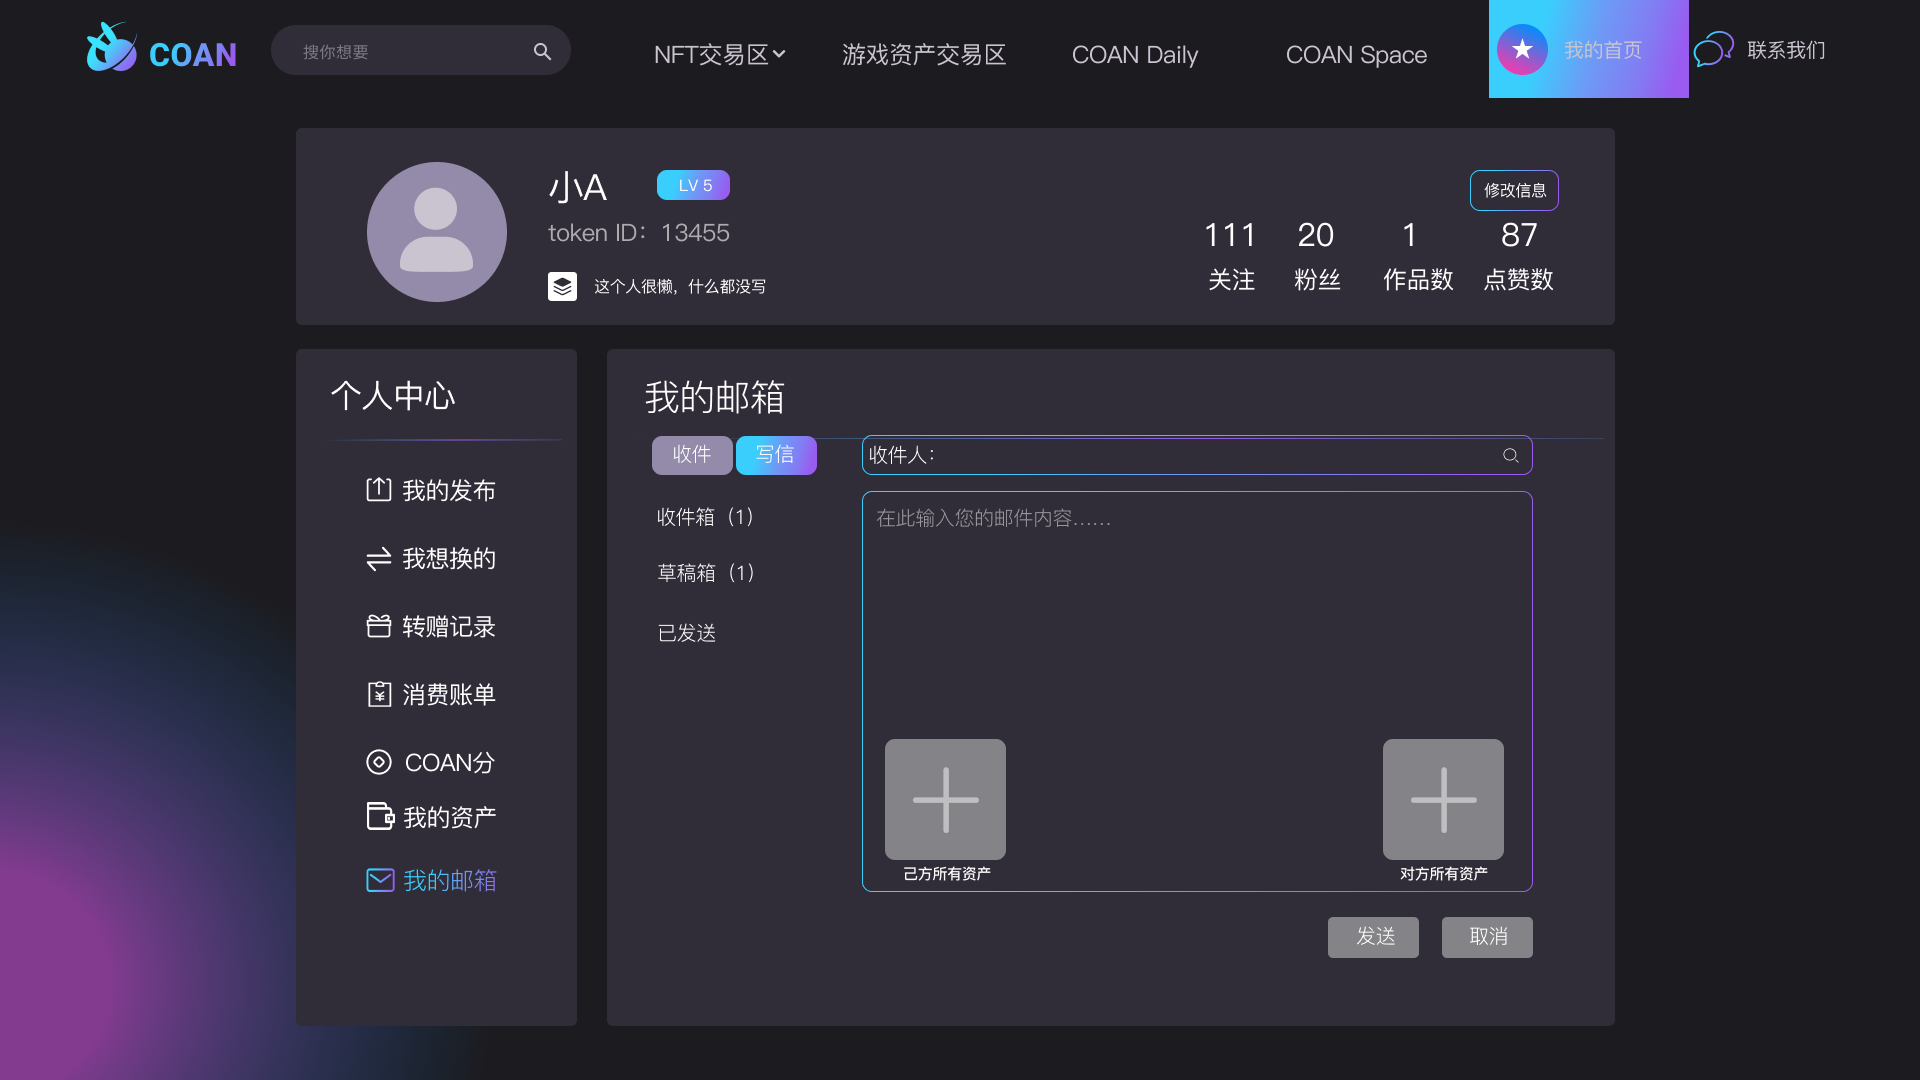 COAN
搜你想要
NFT交易区
游戏资产交易区
COAN Daily
COAN Space
我的首页
联系我们
小A
LV 5
修改信息
token ID：13455
111
20
1
87
这个人很懒，什么都没写
关注
粉丝
作品数
点赞数
个人中心
我的发布
我想换的
转赠记录
消费账单
COAN分
我的资产
我的邮箱
我的邮箱
收件
写信
收件人：
收件箱（1）
草稿箱（1）
已发送
在此输入您的邮件内容……
己方所有资产
对方所有资产
发送
取消